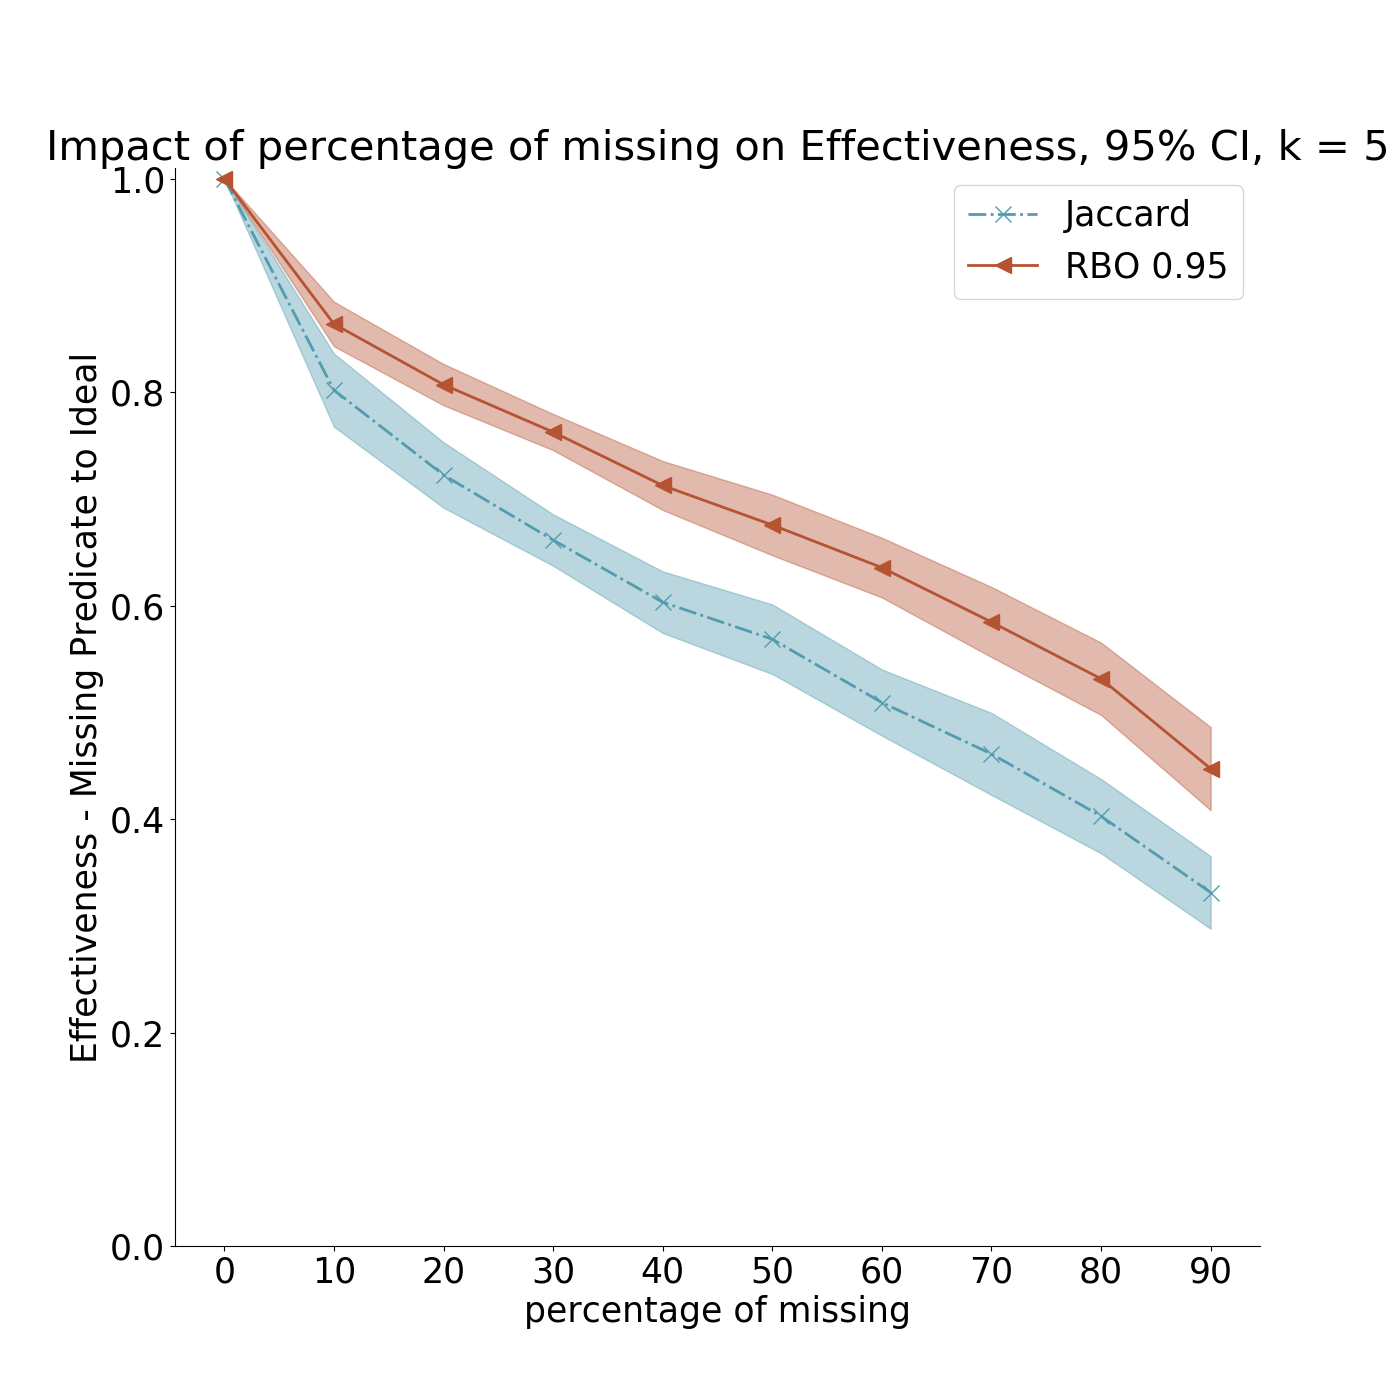 Impact of percentage of missing on Effectiveness, 95% CI, k = 5
Jaccard
RBO 0.95
Effectiveness - Missing Predicate to Ideal
1.0
0.8
0.6
0.4
0.2
0.0
0 10 20 30 40 50 60 70 80 90
percentage of missing